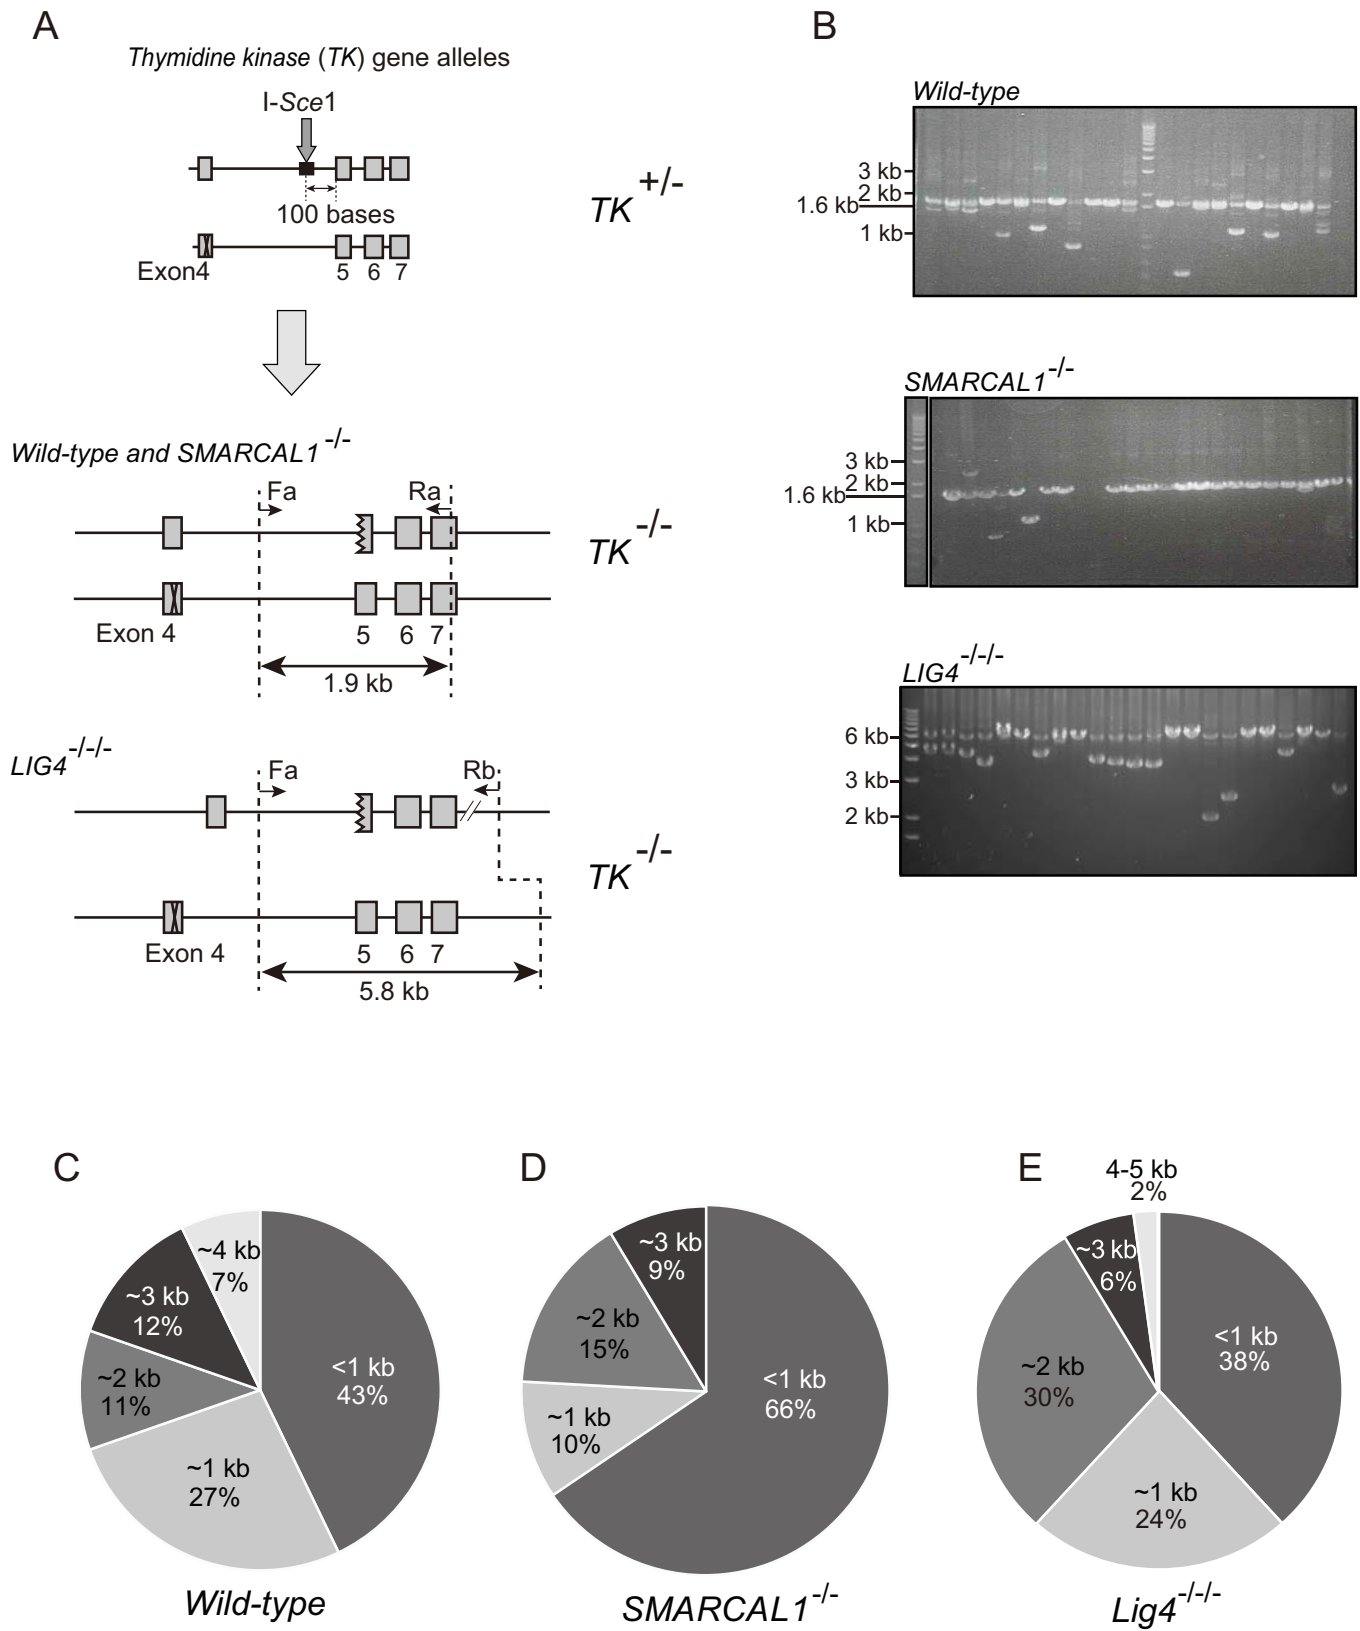 A
Thymidine kinase (TK) gene alleles
I-Sce1
100 bases
Exon4 5 6 7
TK +/-
Wild-type and SMARCAL1 -/-
Fa Ra
TK -/-
Exon 4 5 6 7
1.9 kb
LIG4 -/-/-
Fa Rb
TK -/-
Exon 4 5 6 7
5.8 kb
B
Wild-type
3 kb
2 kb
1.6 kb
1 kb
SMARCAL1 -/-
3 kb
2 kb
1.6 kb
1 kb
LIG4 -/-/-
6 kb
3 kb
2 kb
C
~4 kb
7%
~3 kb
12%
~2 kb
11%
~1 kb
27%
<1 kb
43%
Wild-type
D
~3 kb
9%
~2 kb
15%
~1 kb
10%
<1 kb
66%
SMARCAL1 -/-
E
4-5 kb
2%
~3 kb
6%
~2 kb
30%
~1 kb
24%
<1 kb
38%
Lig4 -/-/-